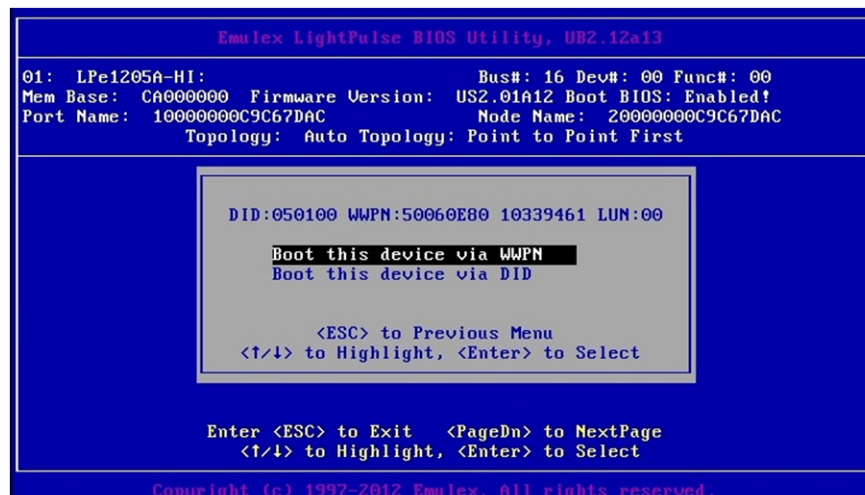 Emulex LightPulse BIOS Utility, UB2.12a13
01: LPe1205A-HI: Bus#: 16 Dev#: 00 Func#: 00
Mem Base: CA000000 Firmware Version: US2.01A12 Boot BIOS: Enabled!
Port Name: 10000000C9C67DAC Node Name: 20000000C9C67DAC
Topology: Auto Topology: Point to Point First
DID:050100 WWPN:50060E80 10339461 LUN:00
Boot this device via WWPN
Boot this device via DID
<ESC> to Previous Menu
<↑/↓> to Highlight, <Enter> to Select
Enter <ESC> to Exit <PageDn> to NextPage
<↑/↓> to Highlight, <Enter> to Select
Copyright (c) 1997-2012 Emulex. All rights reserved.